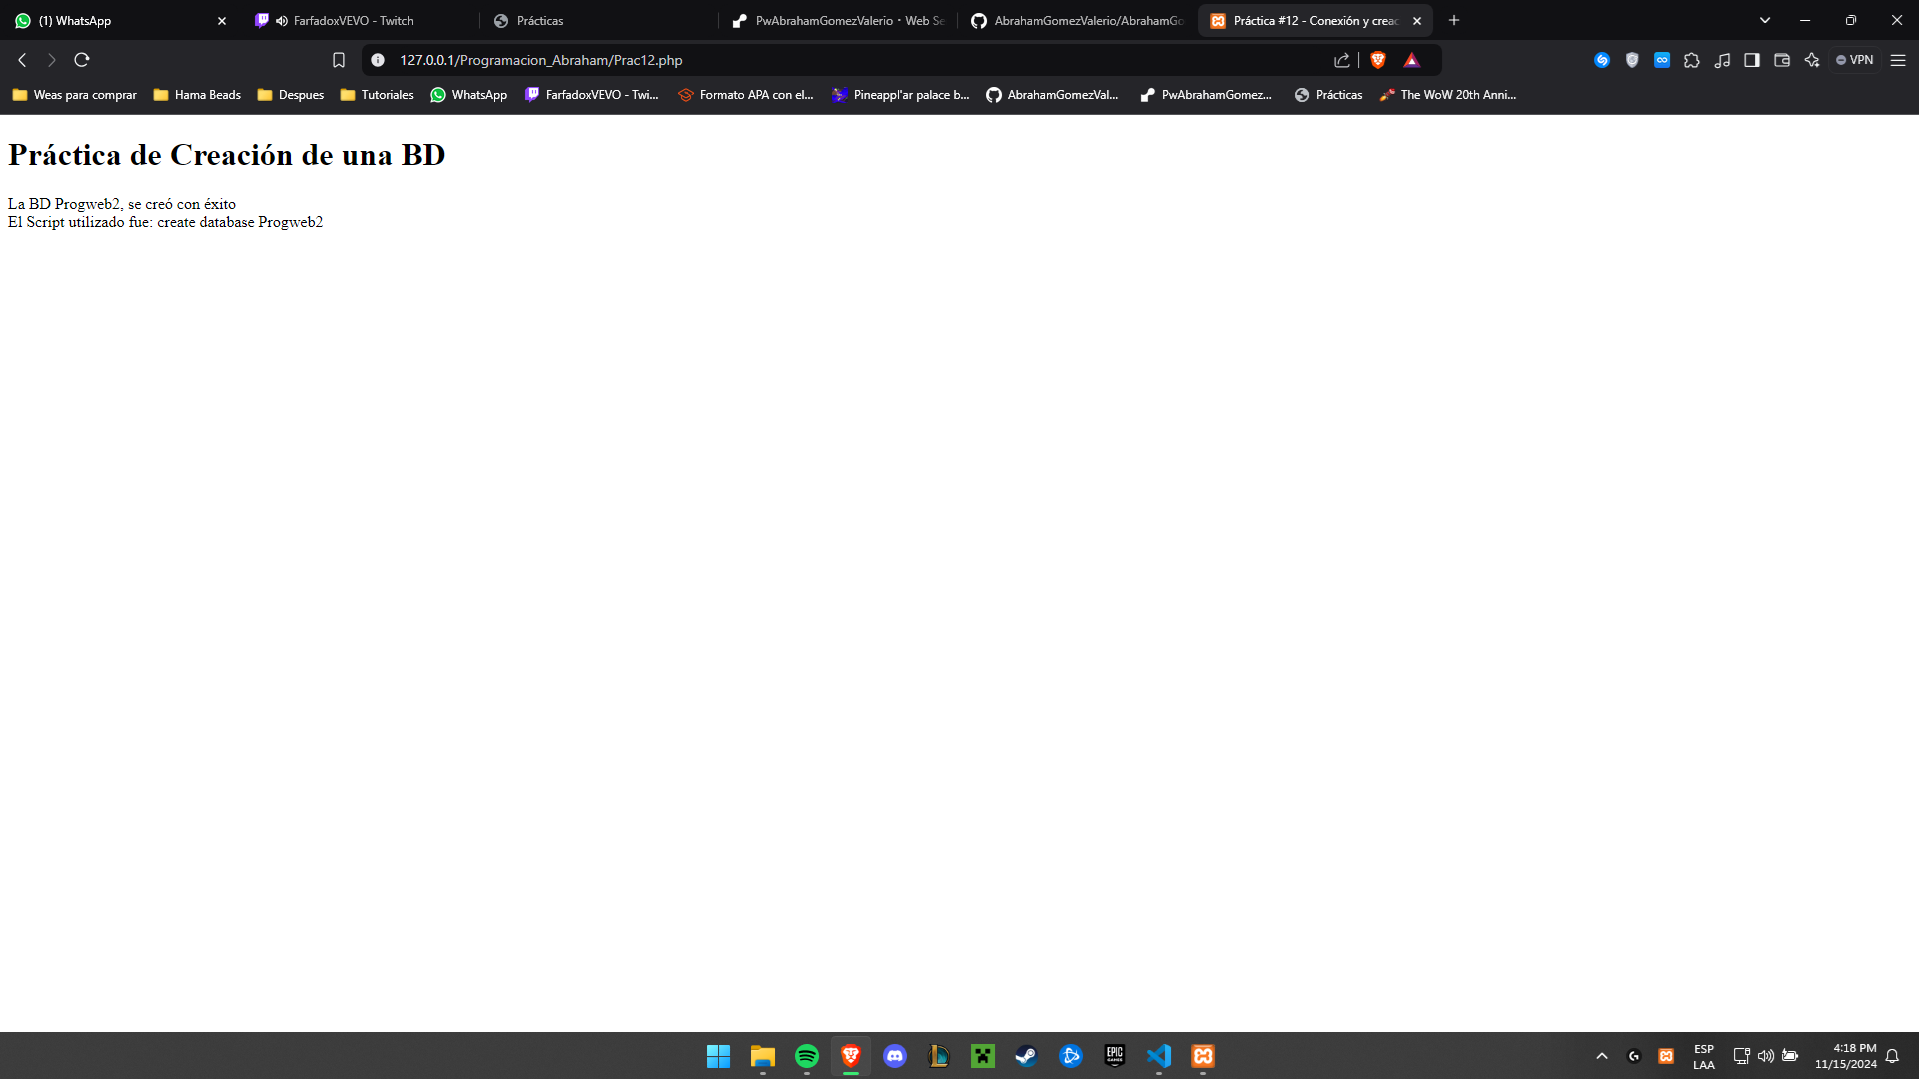 (1) WhatsApp
FarfadoxVEVO - Twitch
Prácticas
PwAbrahamGomezValerio · Web Se
AbrahamGomezValerio/AbrahamGo
Práctica #12 - Conexión y creac
127.0.0.1/Programacion_Abraham/Prac12.php
VPN
Weas para comprar
Hama Beads
Despues
Tutoriales
WhatsApp
FarfadoxVEVO - Twi...
Formato APA con el...
Pineappl'ar palace b...
AbrahamGomezVal...
PwAbrahamGomez...
Prácticas
The WoW 20th Anni...
Práctica de Creación de una BD
La BD Progweb2, se creó con éxito
El Script utilizado fue: create database Progweb2
EPIC
GAMES
ESP
LAA
4:18 PM
11/15/2024